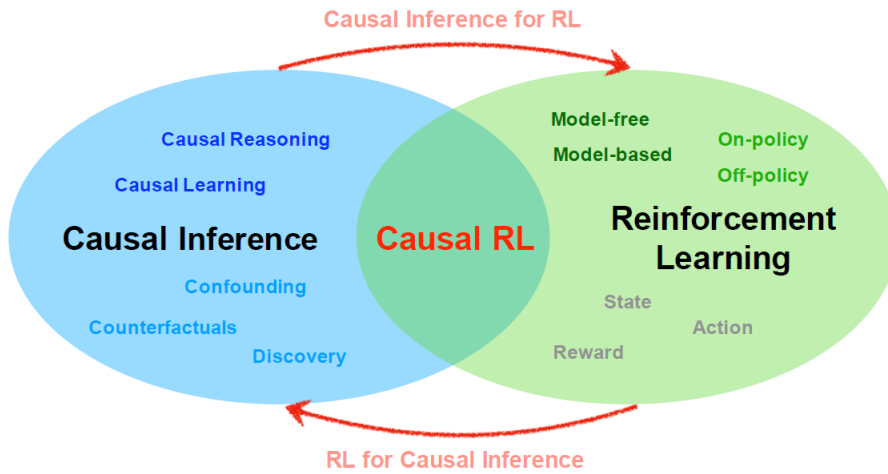 Causal Inference for RL
Causal Reasoning
Causal Learning
Causal Inference
Confounding
Counterfactuals
Discovery
Causal RL
Model-free
Model-based
On-policy
Off-policy
Reinforcement
Learning
State
Action
Reward
RL for Causal Inference